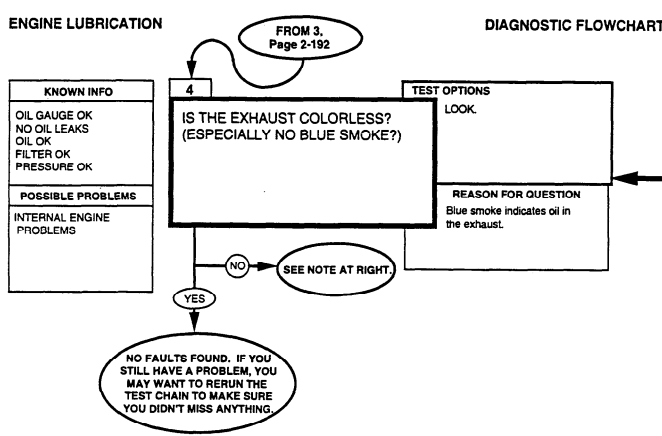 ENGINE LUBRICATION
DIAGNOSTIC FLOWCHART
FROM 3,
Page 2-192
KNOWN INFO
OIL GAUGE OK
NO OIL LEAKS
OIL OK
FILTER OK
PRESSURE OK
POSSIBLE PROBLEMS
INTERNAL ENGINE
PROBLEMS
4
IS THE EXHAUST COLORLESS?
(ESPECIALLY NO BLUE SMOKE?)
TEST OPTIONS
LOOK.
REASON FOR QUESTION
Blue smoke indicates oil in
the exhaust.
NO
SEE NOTE AT RIGHT.
YES
NO FAULTS FOUND. IF YOU
STILL HAVE A PROBLEM, YOU
MAY WANT TO RERUN THE
TEST CHAIN TO MAKE SURE
YOU DIDN'T MISS ANYTHING.